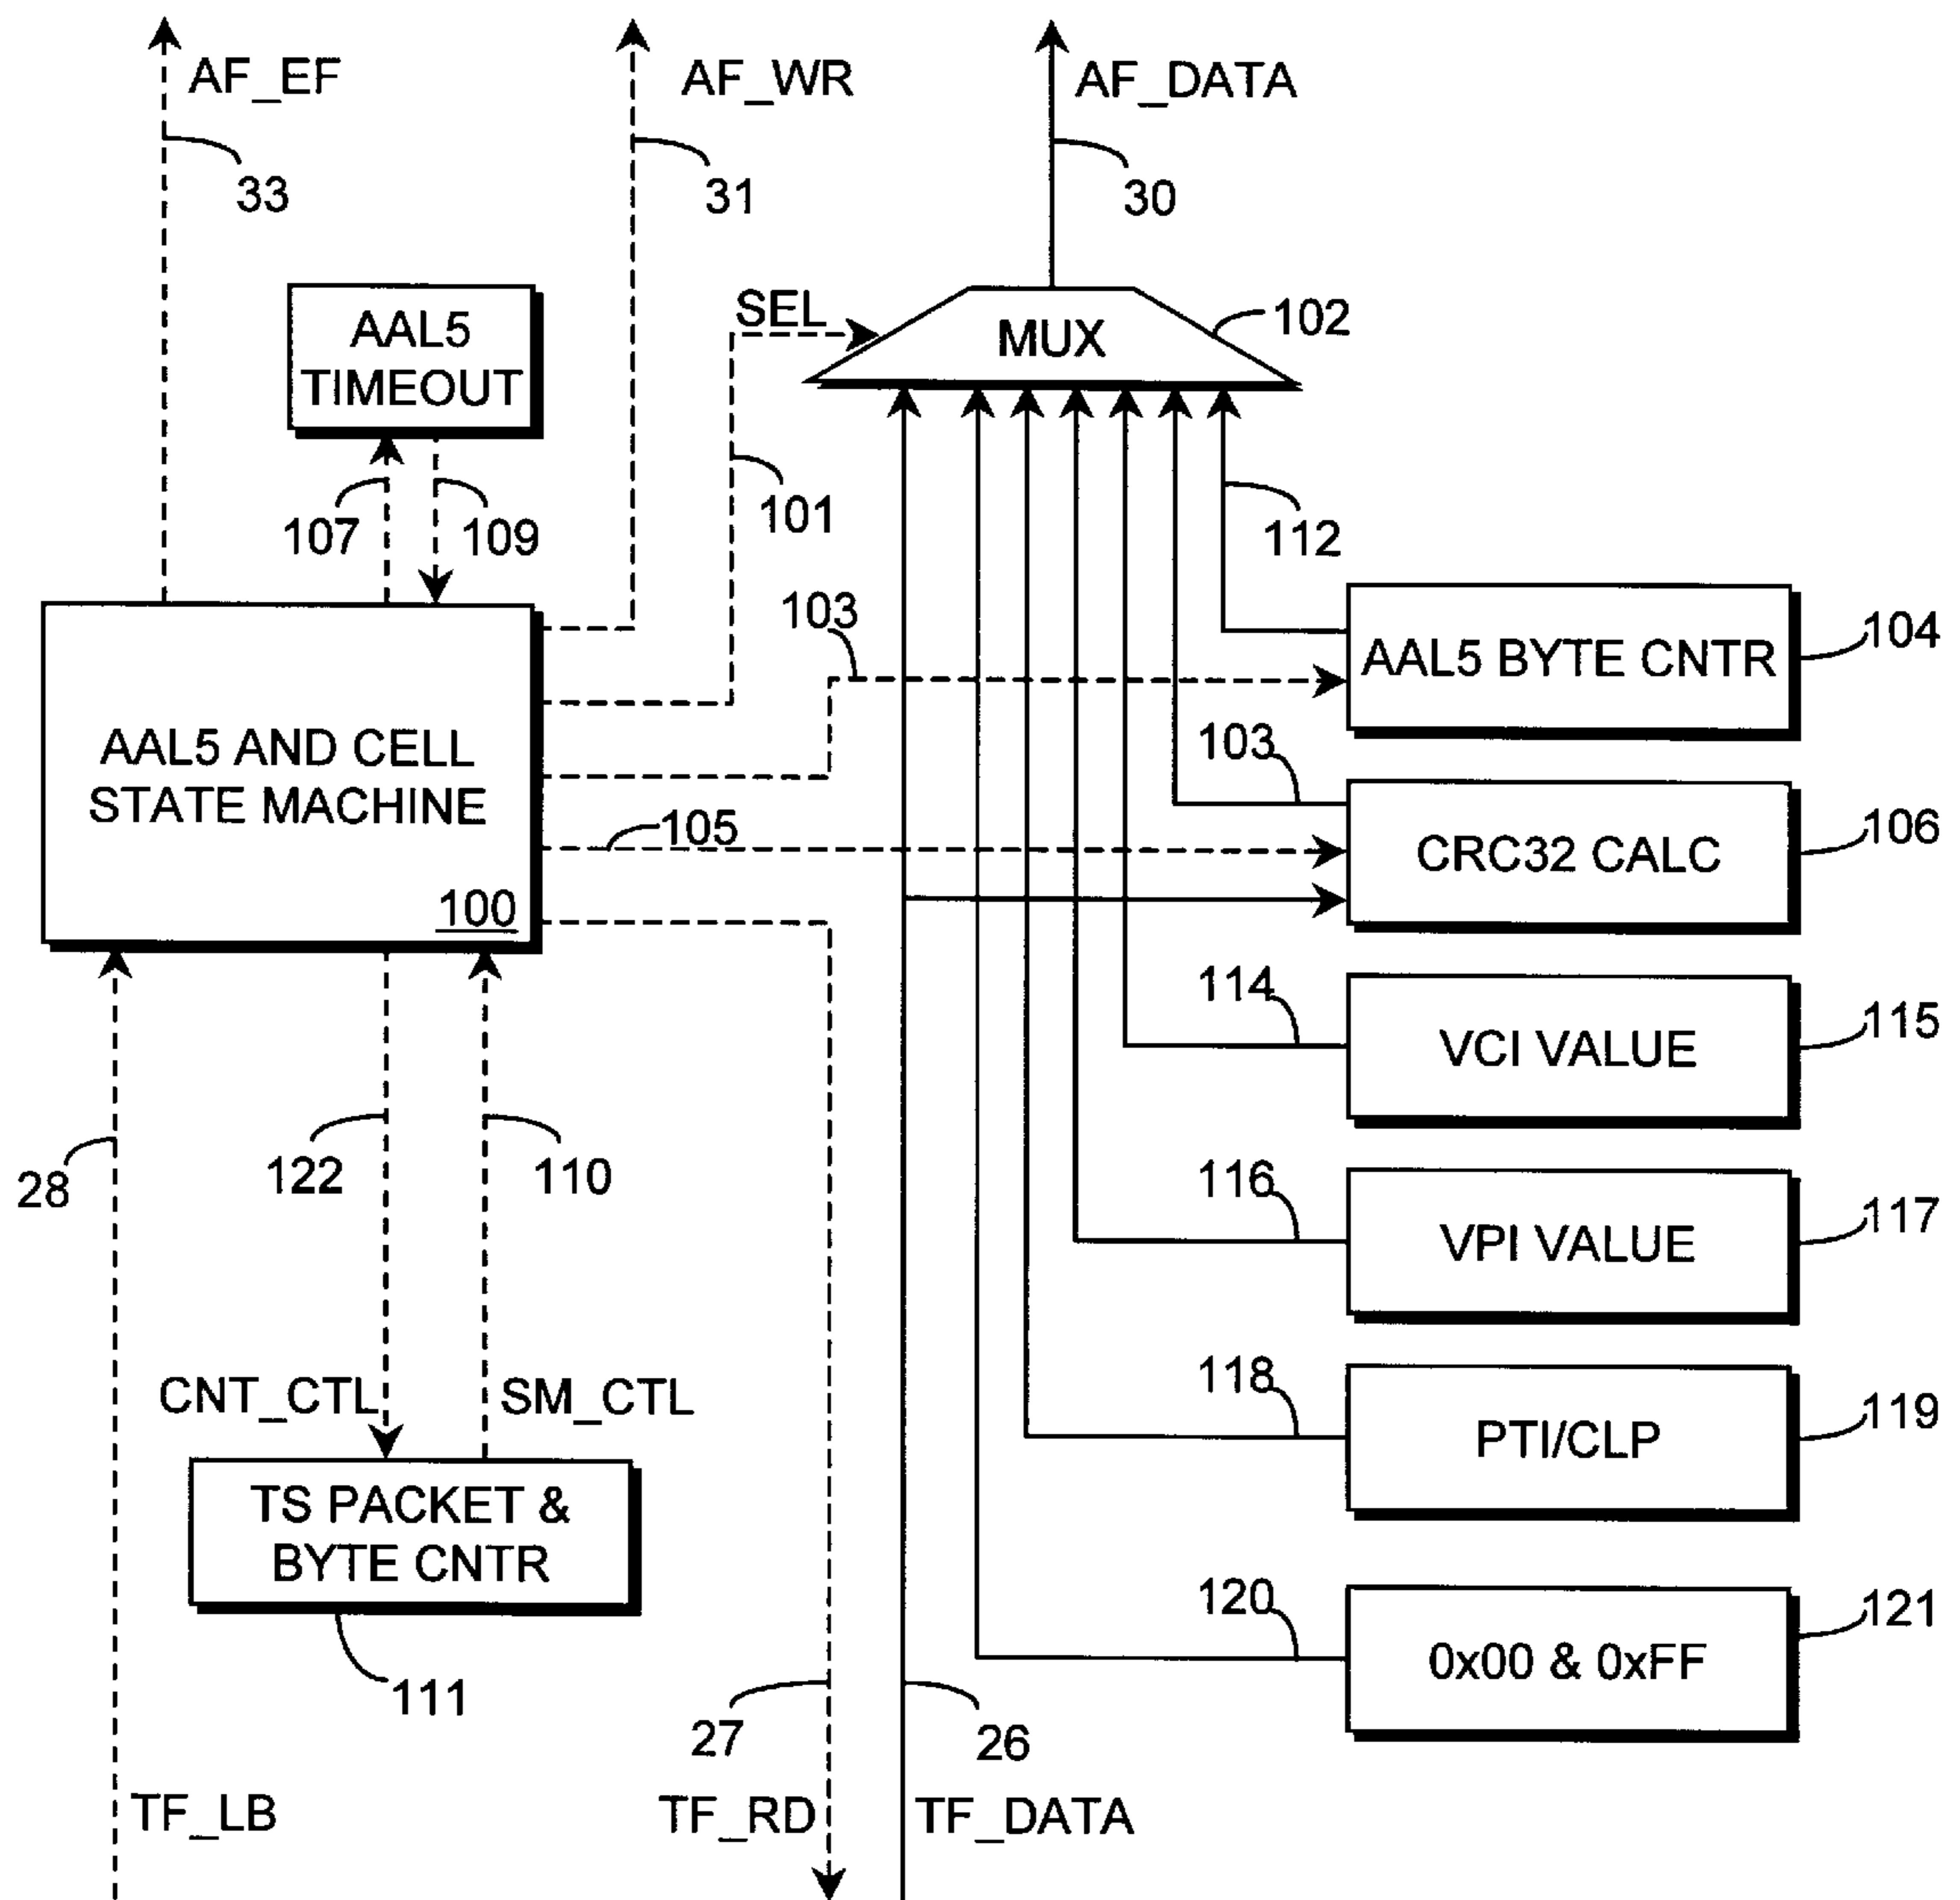 AF_EF
AF_WR
AF_DATA
33
31
30
AAL5
TIMEOUT
SEL
MUX
102
107
109
101
112
103
AAL5 BYTE CNTR
104
AAL5 AND CELL
STATE MACHINE
100
103
105
CRC32 CALC
106
114
VCI VALUE
115
28
122
110
116
VPI VALUE
117
CNT_CTL
SM_CTL
118
PTI/CLP
119
TS PACKET &
BYTE CNTR
111
120
0x00 & 0xFF
121
27
26
TF_LB
TF_RD
TF_DATA